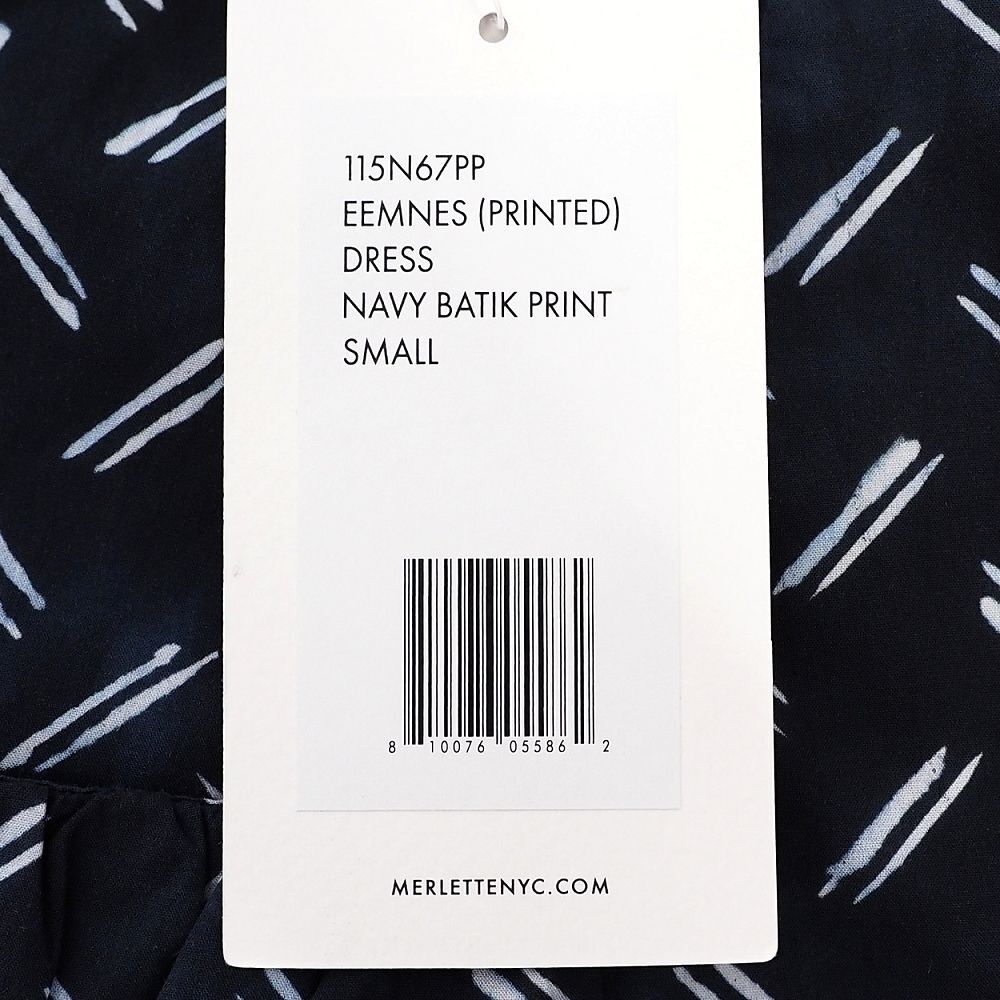 115N67PP
EEMNES (PRINTED)
DRESS
NAVY BATIK PRINT
SMALL
8 10076 05586 2
MERLETTENYC.COM